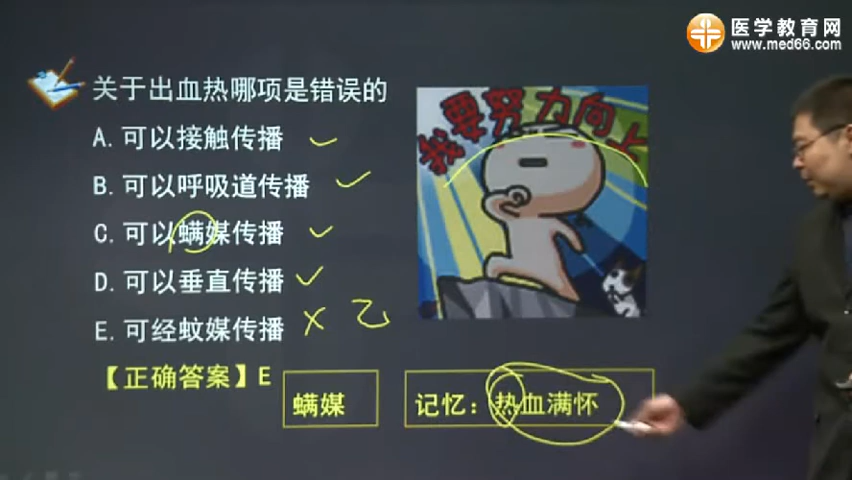 医学教育网
www.med66.com
关于出血热哪项是错误的
A. 可以接触传播
B. 可以呼吸道传播
C. 可以螨媒传播
D. 可以垂直传播
E. 可经蚊媒传播
乙
【正确答案】E
螨媒
记忆：热血满怀
我要努力向上